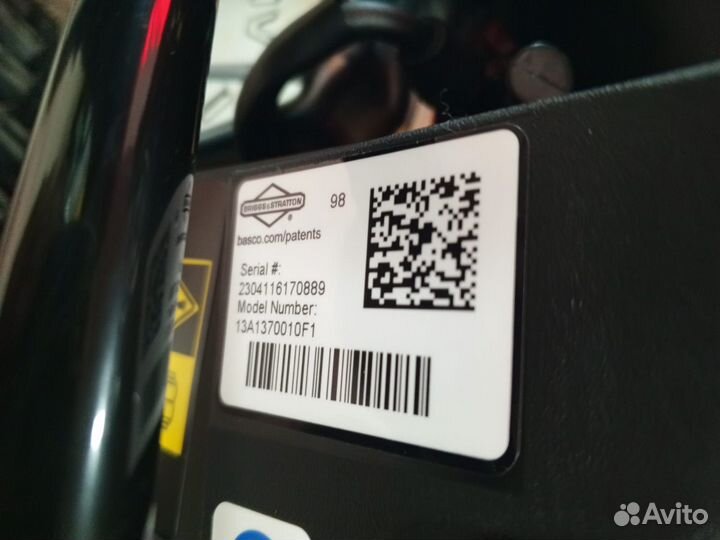 BRIGGS&STRATTON
®
98
basco.com/patents
Serial #:
2304116170889
Model Number:
13A1370010F1
Avito